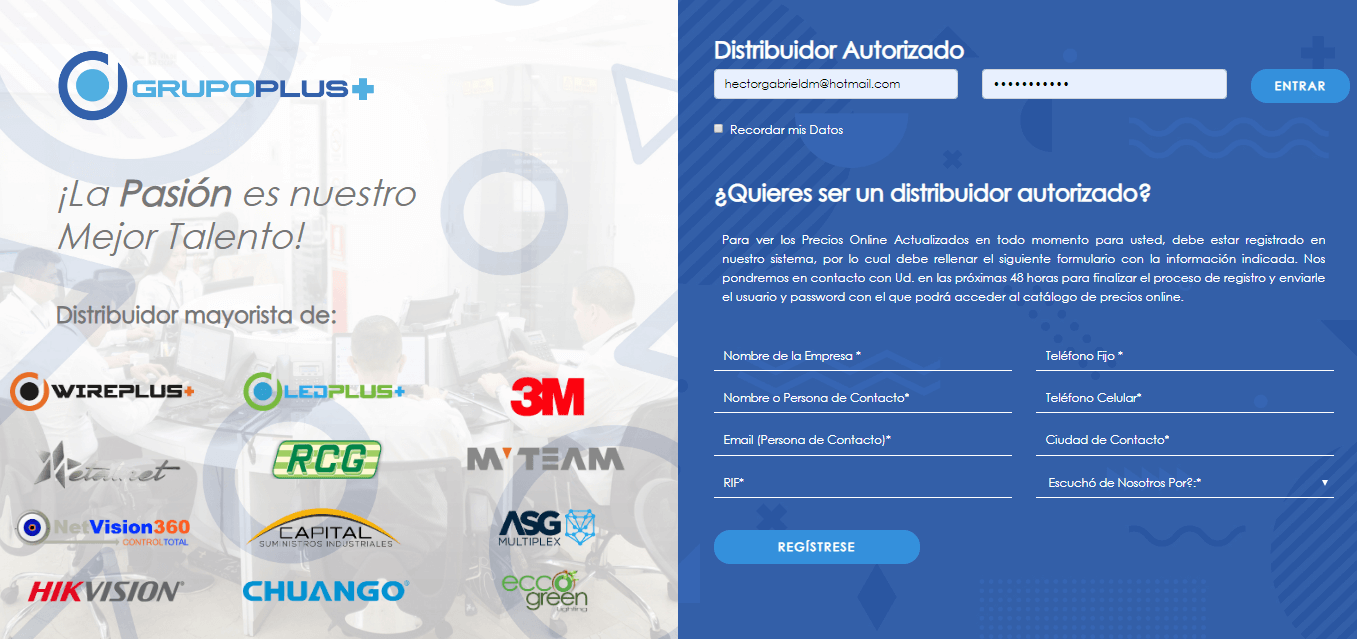 GRUPOPLUS+
¡La Pasión es nuestro
Mejor Talento!
Distribuidor mayorista de:
WIREPLUS+
LEDPLUS+
3M
RCG
MVTEAM
NetVision360
CONTROL TOTAL
CAPITAL
SUMINISTROS INDUSTRIALES
ASG
MULTIPLEX
HIKVISION®
CHUANGO®
ecco
green
Lighting
Distribuidor Autorizado
hectorgabrieldm@hotmail.com
•••••••••••
ENTRAR
Recordar mis Datos
¿Quieres ser un distribuidor autorizado?
Para ver los Precios Online Actualizados en todo momento para usted, debe estar registrado en
nuestro sistema, por lo cual debe rellenar el siguiente formulario con la información indicada. Nos
pondremos en contacto con Ud. en las próximas 48 horas para finalizar el proceso de registro y enviarle
el usuario y password con el que podrá acceder al catálogo de precios online.
Nombre de la Empresa *
Teléfono Fijo *
Nombre o Persona de Contacto*
Teléfono Celular*
Email (Persona de Contacto)*
Ciudad de Contacto*
RIF*
Escuchó de Nosotros Por?:*
REGÍSTRESE